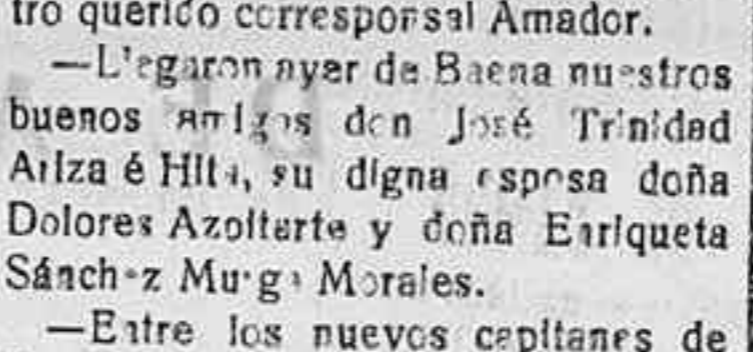 tro querido corresponsal Amador.
—Llegaron ayer de Baena nuestros
buenos amigos don José Trinidad
Ariza é Hita, su digna esposa doña
Dolores Azoitarte y doña Enriqueta
Sánchez Murga Morales.
—Entre los nuevos capitanes de